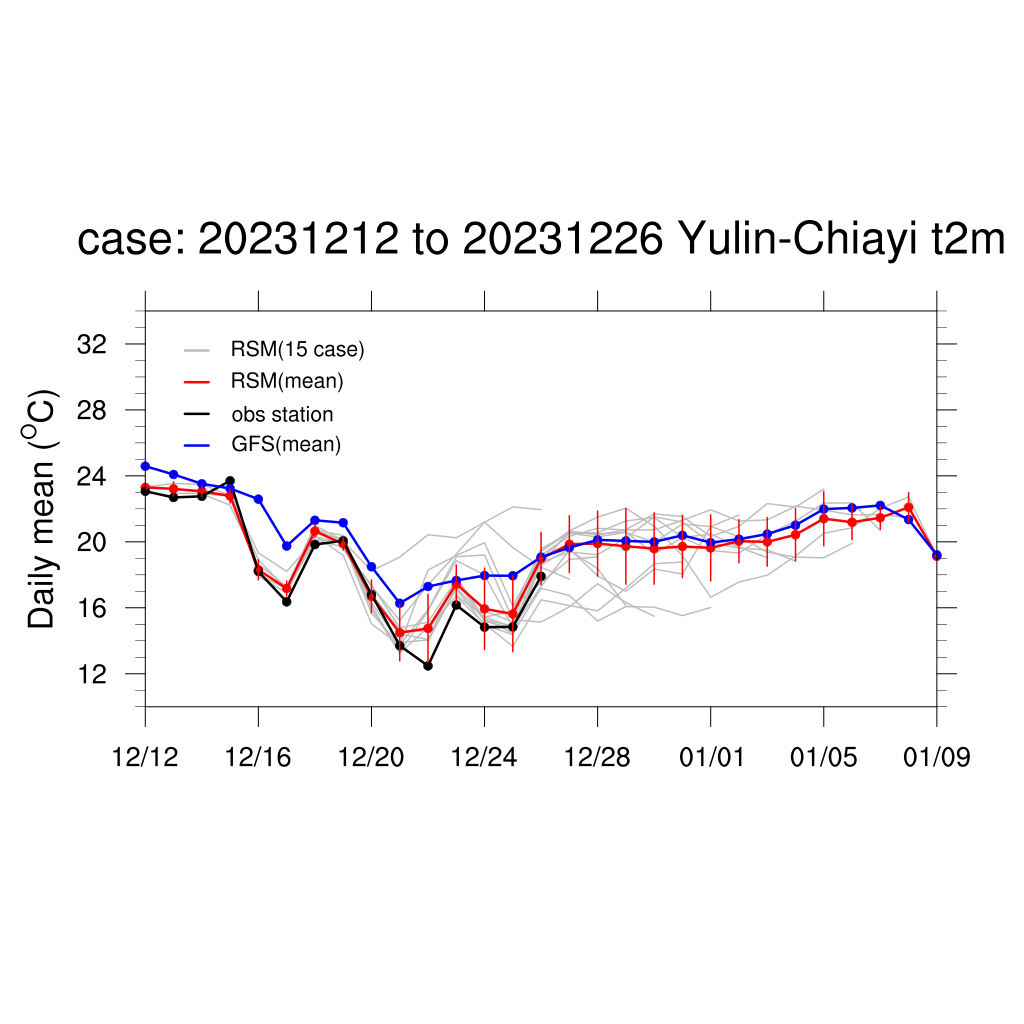 case: 20231212 to 20231226 Yulin-Chiayi t2m
Daily mean (°C)
32
28
24
20
16
12
RSM(15 case)
RSM(mean)
obs station
GFS(mean)
12/12 12/16 12/20 12/24 12/28 01/01 01/05 01/09